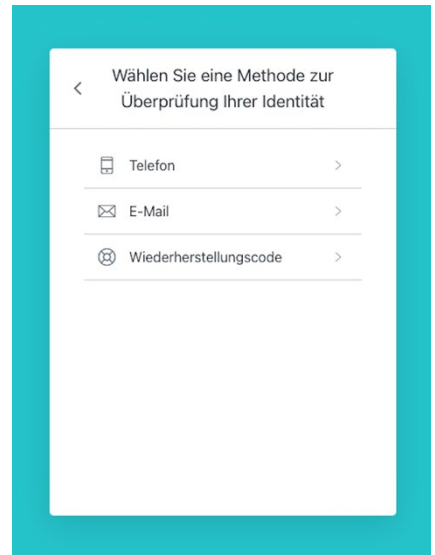 Wählen Sie eine Methode zur
Überprüfung Ihrer Identität
Telefon
E-Mail
Wiederherstellungscode